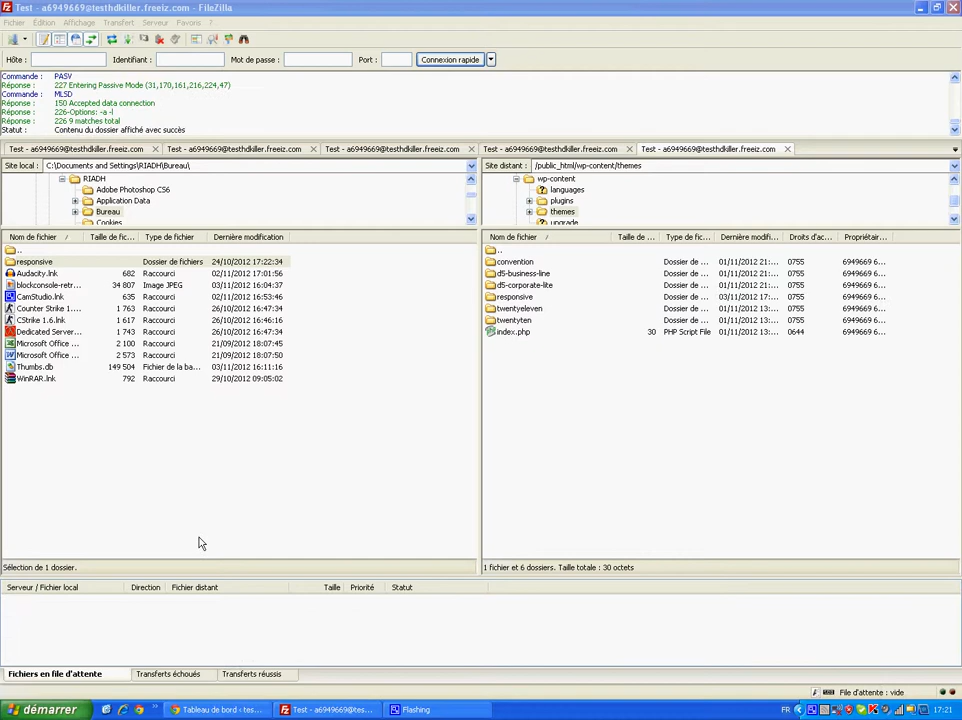 Test - a6949669@testhdkiller.freeiz.com - FileZilla
Fichier Édition Affichage Transfert Serveur Favoris ?
Hôte : Identifiant : Mot de passe : Port : Connexion rapide
Commande : PASV
Réponse : 227 Entering Passive Mode (31,170,161,216,224,47)
Commande : MLSD
Réponse : 150 Accepted data connection
Réponse : 226-Options: -a -l
Réponse : 226 9 matches total
Statut : Contenu du dossier affiché avec succès
Test - a6949669@testhdkiller.freeiz.com Test - a6949669@testhdkiller.freeiz.com Test - a6949669@testhdkiller.freeiz.com Test - a6949669@testhdkiller.freeiz.com Test - a6949669@testhdkiller.freeiz.com
Site local : C:\Documents and Settings\RIADH\Bureau\
RIADH
Adobe Photoshop CS6
Application Data
Bureau
Cookies
Nom de fichier Taille de fic... Type de fichier Dernière modification
..
responsive Dossier de fichiers 24/10/2012 17:22:34
Audacity.lnk 682 Raccourci 02/11/2012 17:01:56
blockconsole-retr... 34 807 Image JPEG 03/11/2012 16:04:37
CamStudio.lnk 635 Raccourci 02/11/2012 16:53:46
Counter Strike 1.... 1 763 Raccourci 26/10/2012 16:47:34
CStrike 1.6.lnk 1 617 Raccourci 26/10/2012 16:46:16
Dedicated Server... 1 743 Raccourci 26/10/2012 16:47:34
Microsoft Office ... 2 100 Raccourci 21/09/2012 18:07:45
Microsoft Office ... 2 573 Raccourci 21/09/2012 18:07:50
Thumbs.db 149 504 Fichier de la ba... 03/11/2012 16:11:16
WinRAR.lnk 792 Raccourci 29/10/2012 09:05:02
Sélection de 1 dossier.
Site distant : /public_html/wp-content/themes
wp-content
languages
plugins
themes
upgrade
Nom de fichier Taille de ... Type de fic... Dernière modifi... Droits d'ac... Propriétair...
..
convention Dossier de ... 01/11/2012 21:... 0755 6949669 6...
d5-business-line Dossier de ... 01/11/2012 21:... 0755 6949669 6...
d5-corporate-lite Dossier de ... 01/11/2012 21:... 0755 6949669 6...
responsive Dossier de ... 03/11/2012 17:... 0755 6949669 6...
twentyeleven Dossier de ... 01/11/2012 13:... 0755 6949669 6...
twentyten Dossier de ... 01/11/2012 13:... 0755 6949669 6...
index.php 30 PHP Script File 01/11/2012 13:... 0644 6949669 6...
1 fichier et 6 dossiers. Taille totale : 30 octets
Serveur / Fichier local Direction Fichier distant Taille Priorité Statut
Fichiers en file d'attente Transferts échoués Transferts réussis
File d'attente : vide
démarrer Tableau de bord ‹ tes... Test - a6949669@tes... Flashing FR 17:21